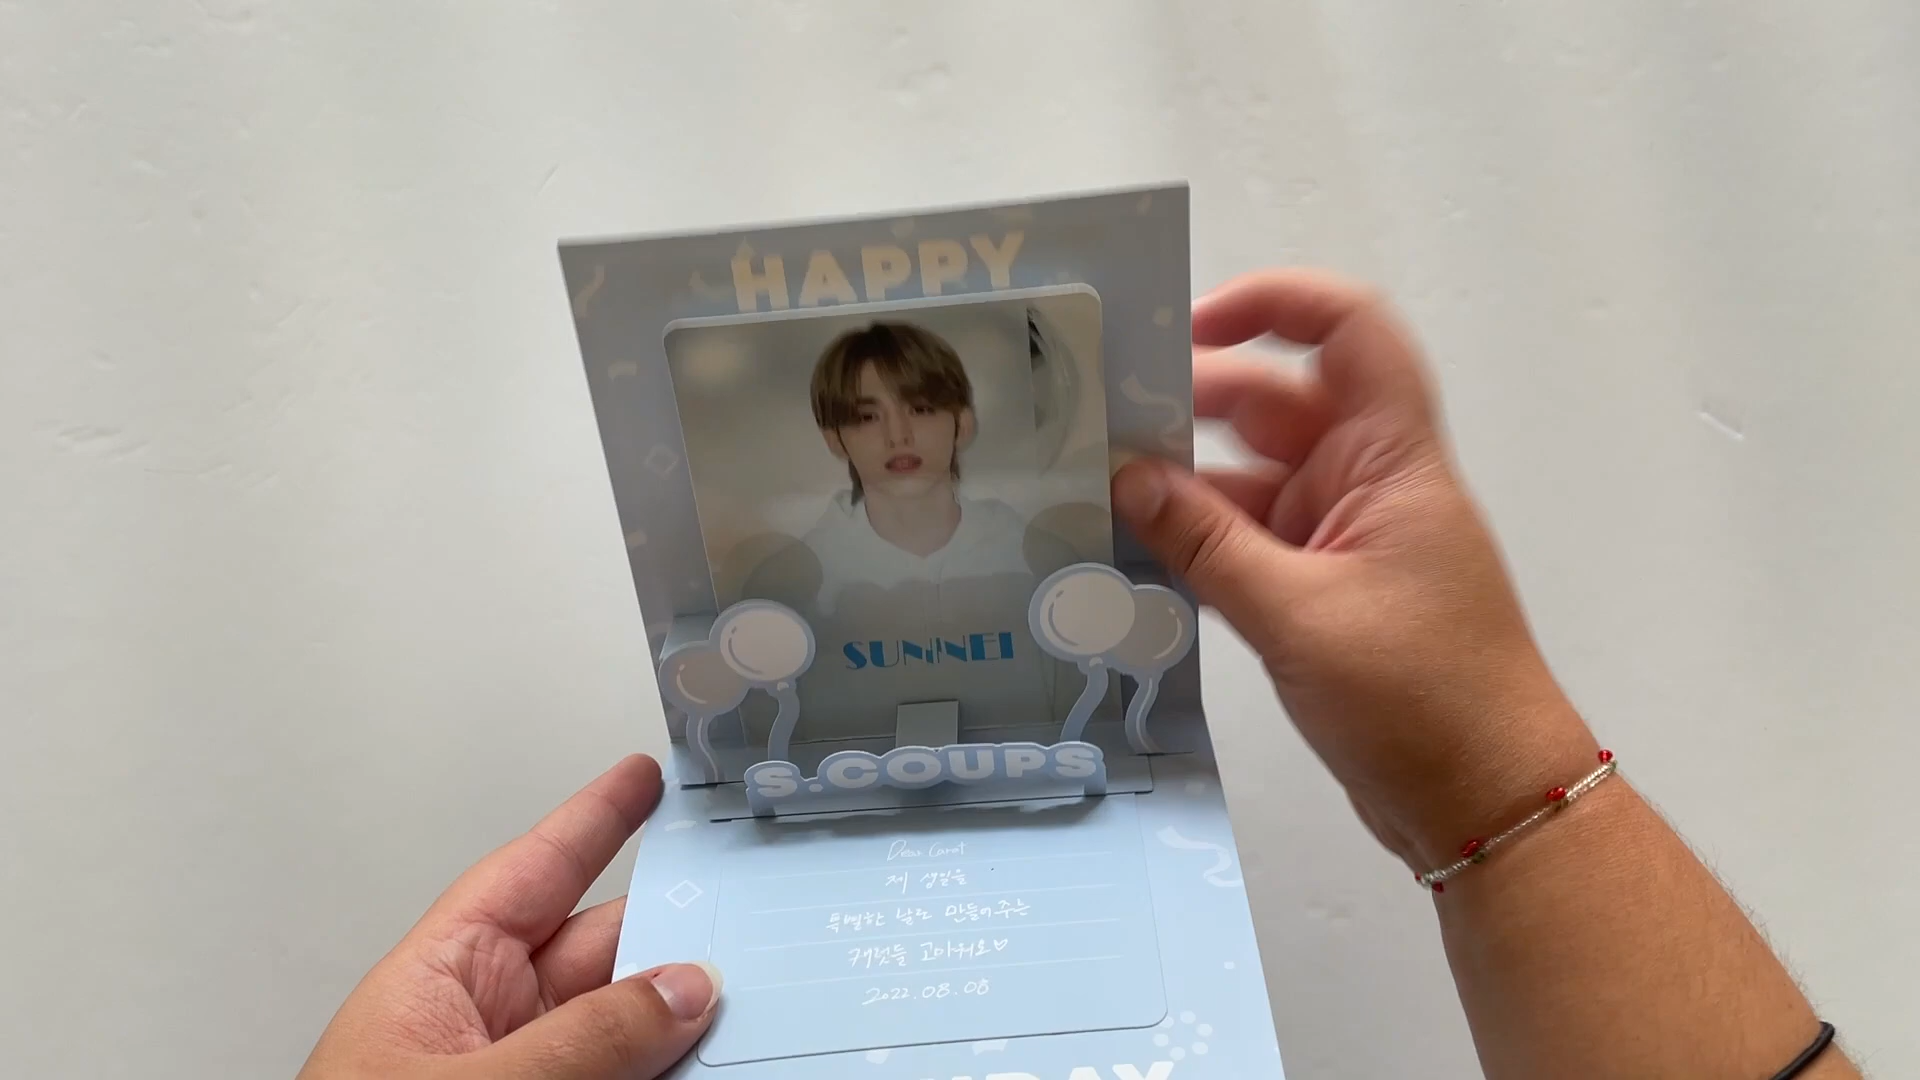 HAPPY
SUNNEI
S.COUPS
Dear Carat
제 생일을
특별한 날로 만들어주는
캐럿들 고마워요♡
2022.08.08